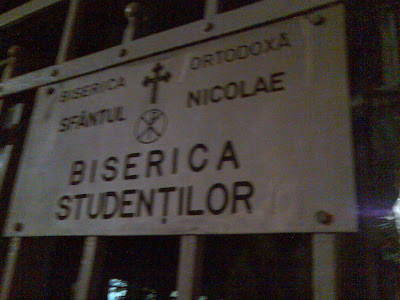 BISERICA ORTODOXĂ
SFÂNTUL NICOLAE
BISERICA
STUDENȚILOR